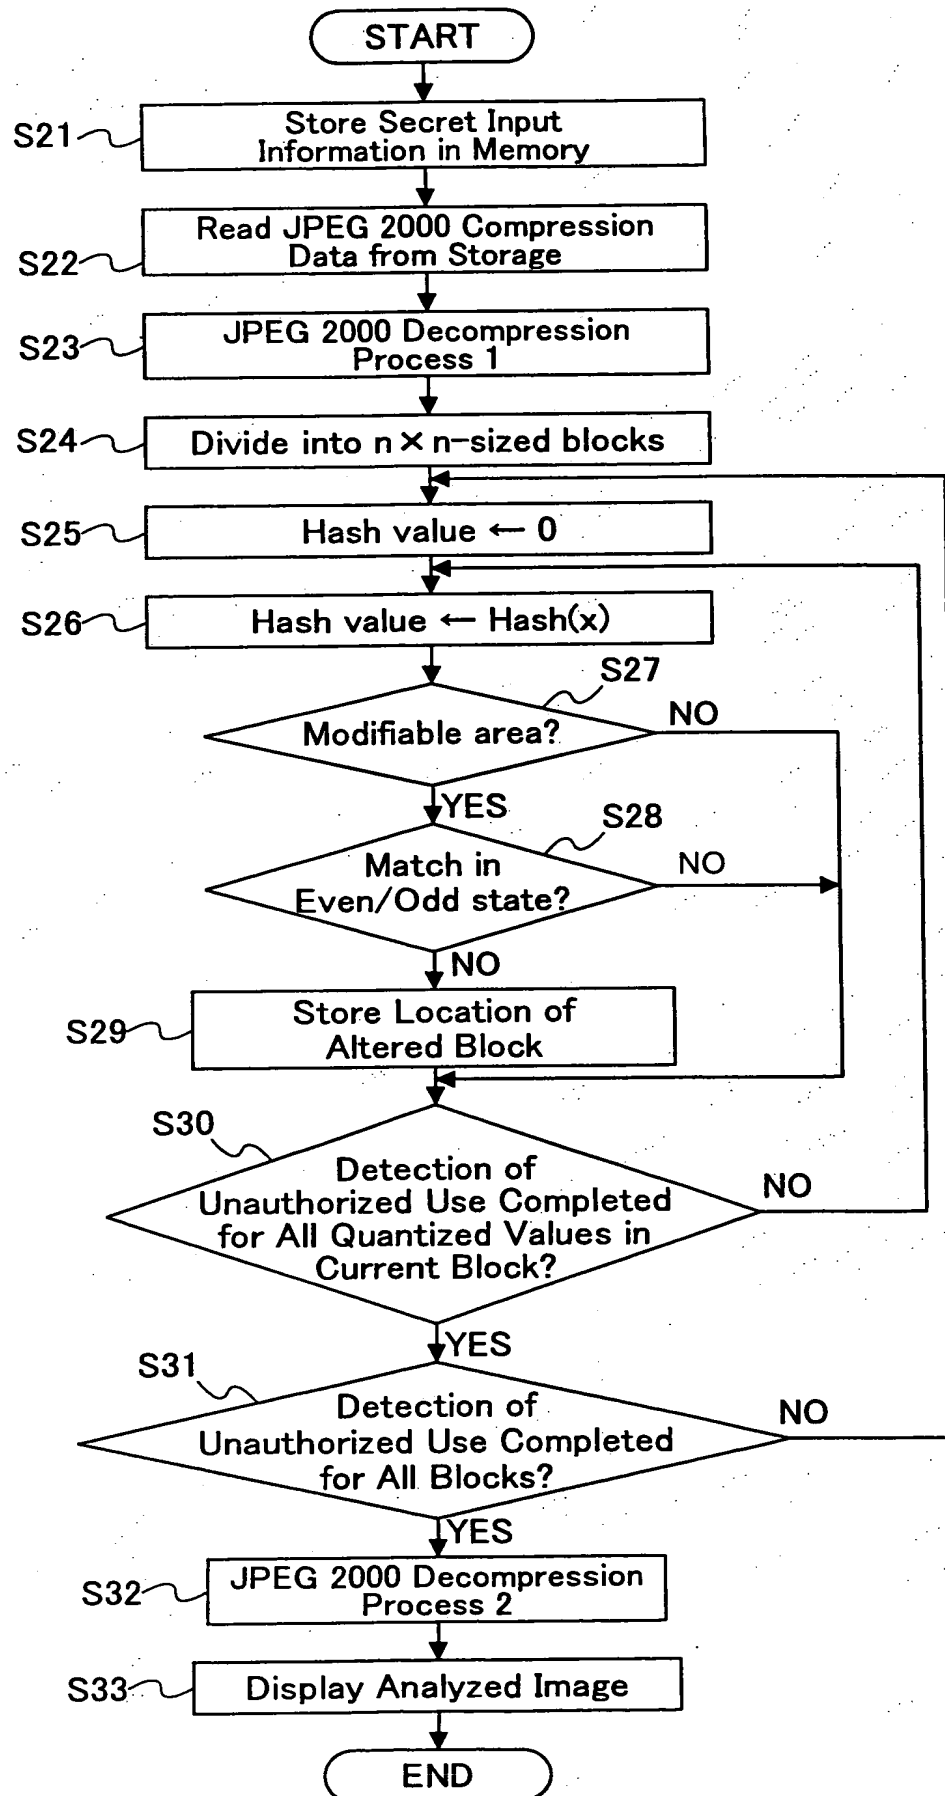 START
S21
Store Secret Input
Information in Memory
S22
Read JPEG 2000 Compression
Data from Storage
S23
JPEG 2000 Decompression
Process 1
S24
Divide into n × n-sized blocks
S25
Hash value ← 0
S26
Hash value ← Hash(x)
S27
Modifiable area?
NO
YES
S28
Match in
Even/Odd state?
NO
NO
S29
Store Location of
Altered Block
S30
Detection of
Unauthorized Use Completed
for All Quantized Values in
Current Block?
NO
YES
S31
Detection of
Unauthorized Use Completed
for All Blocks?
NO
YES
S32
JPEG 2000 Decompression
Process 2
S33
Display Analyzed Image
END